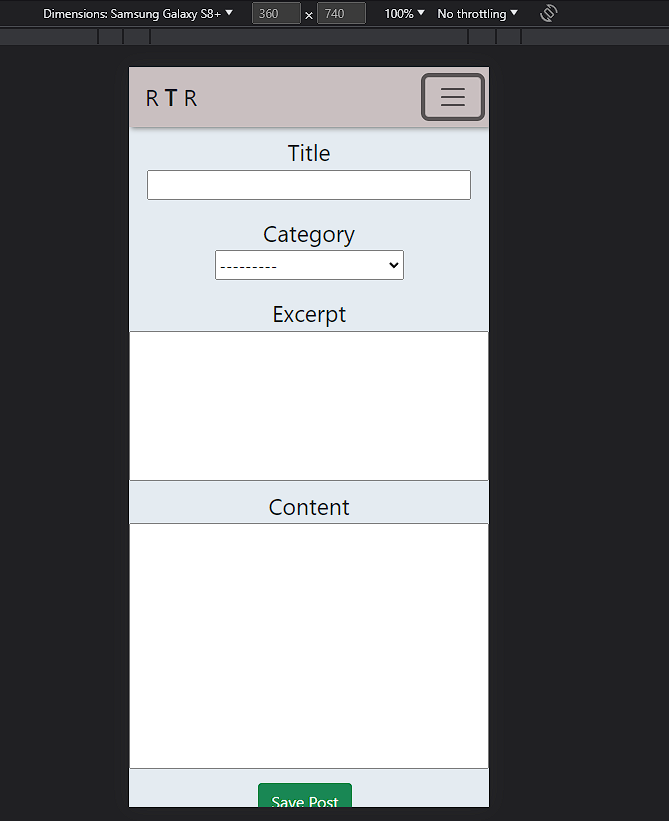 Dimensions: Samsung Galaxy S8+ ▼ 360 x 740 100% ▼ No throttling ▼
R T R
Title
Category
---------
Excerpt
Content
Save Post